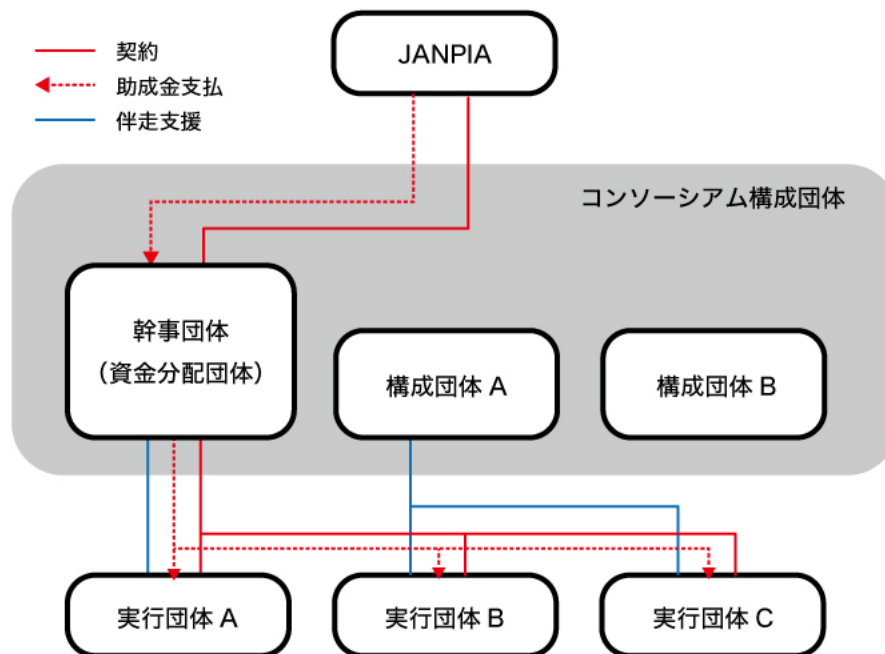 JANPIA
契約
助成金支払
伴走支援
コンソーシアム構成団体
幹事団体
（資金分配団体）
構成団体 A
構成団体 B
実行団体 A
実行団体 B
実行団体 C